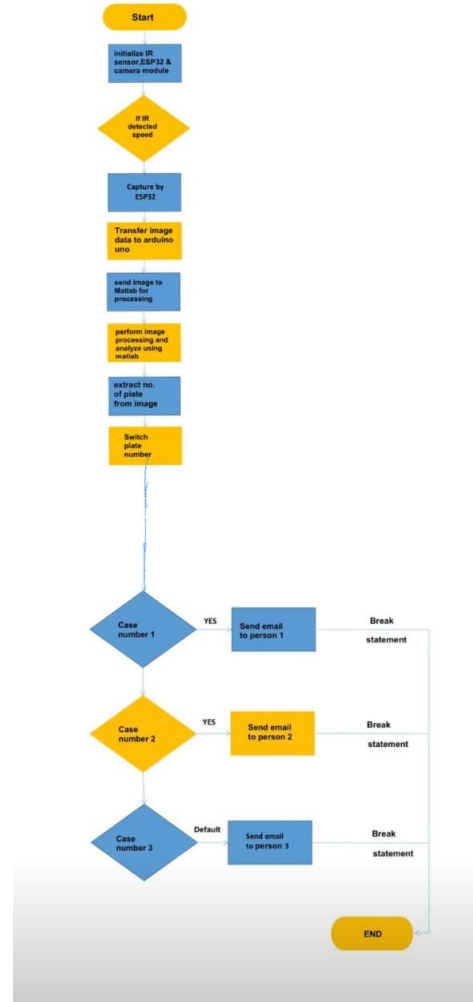 Start
initialize IR
sensor,ESP32 &
camera module
If IR
detected
speed
Capture by
ESP32
Transfer image
data to arduino
uno
send image to
Matlab for
processing
perform image
processing and
analyze using
matlab
extract no.
of plate
from image
Switch
plate
number
Case
number 1
YES
Send email
to person 1
Break
statement
Case
number 2
YES
Send email
to person 2
Break
statement
Case
number 3
Default
Send email
to person 3
Break
statement
END